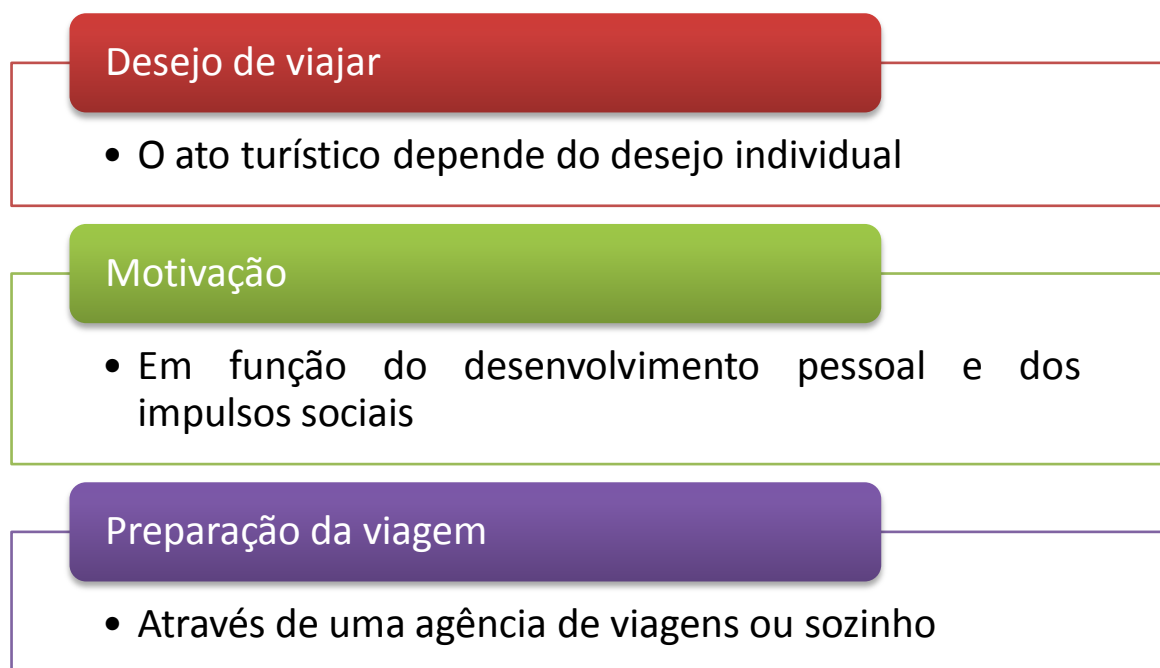 Desejo de viajar
• O ato turístico depende do desejo individual
Motivação
• Em função do desenvolvimento pessoal e dos
impulsos sociais
Preparação da viagem
• Através de uma agência de viagens ou sozinho